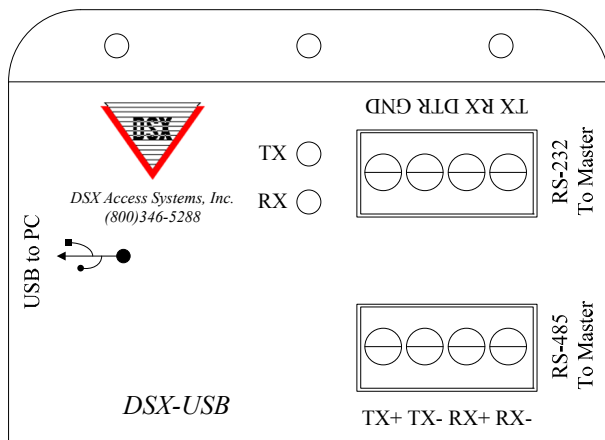 DSX
DSX Access Systems, Inc.
(800)346-5288
TX
RX
USB to PC
DSX-USB
TX RX DTR GND
RS-232
To Master
RS-485
To Master
TX+ TX- RX+ RX-